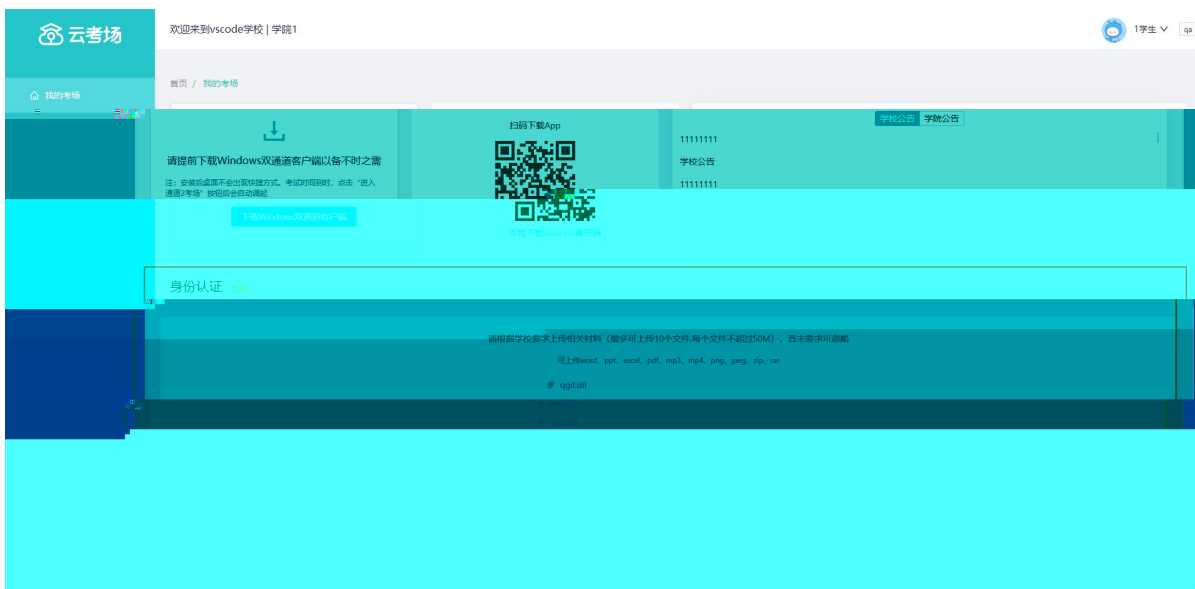 云考场
欢迎来到vscode学校 | 学院1
1学生
qa
我的考场
首页 / 我的考场
扫码下载App
学校公告 学院公告
11111111
学校公告
11111111
请提前下载Windows双通道客户端以备不时之需
注：安装后桌面不会出现快捷方式。考试时间到时，点击“进入
通道2考场”按钮后会自动调起
下载Windows双通道客户端
本地下载Android客户端
身份认证
请根据学校要求上传相关材料（最多可上传10个文件,每个文件不超过50M），若未要求可忽略
可上传word、ppt、excel、pdf、mp3、mp4、png、jpeg、zip、rar
qgif.dll